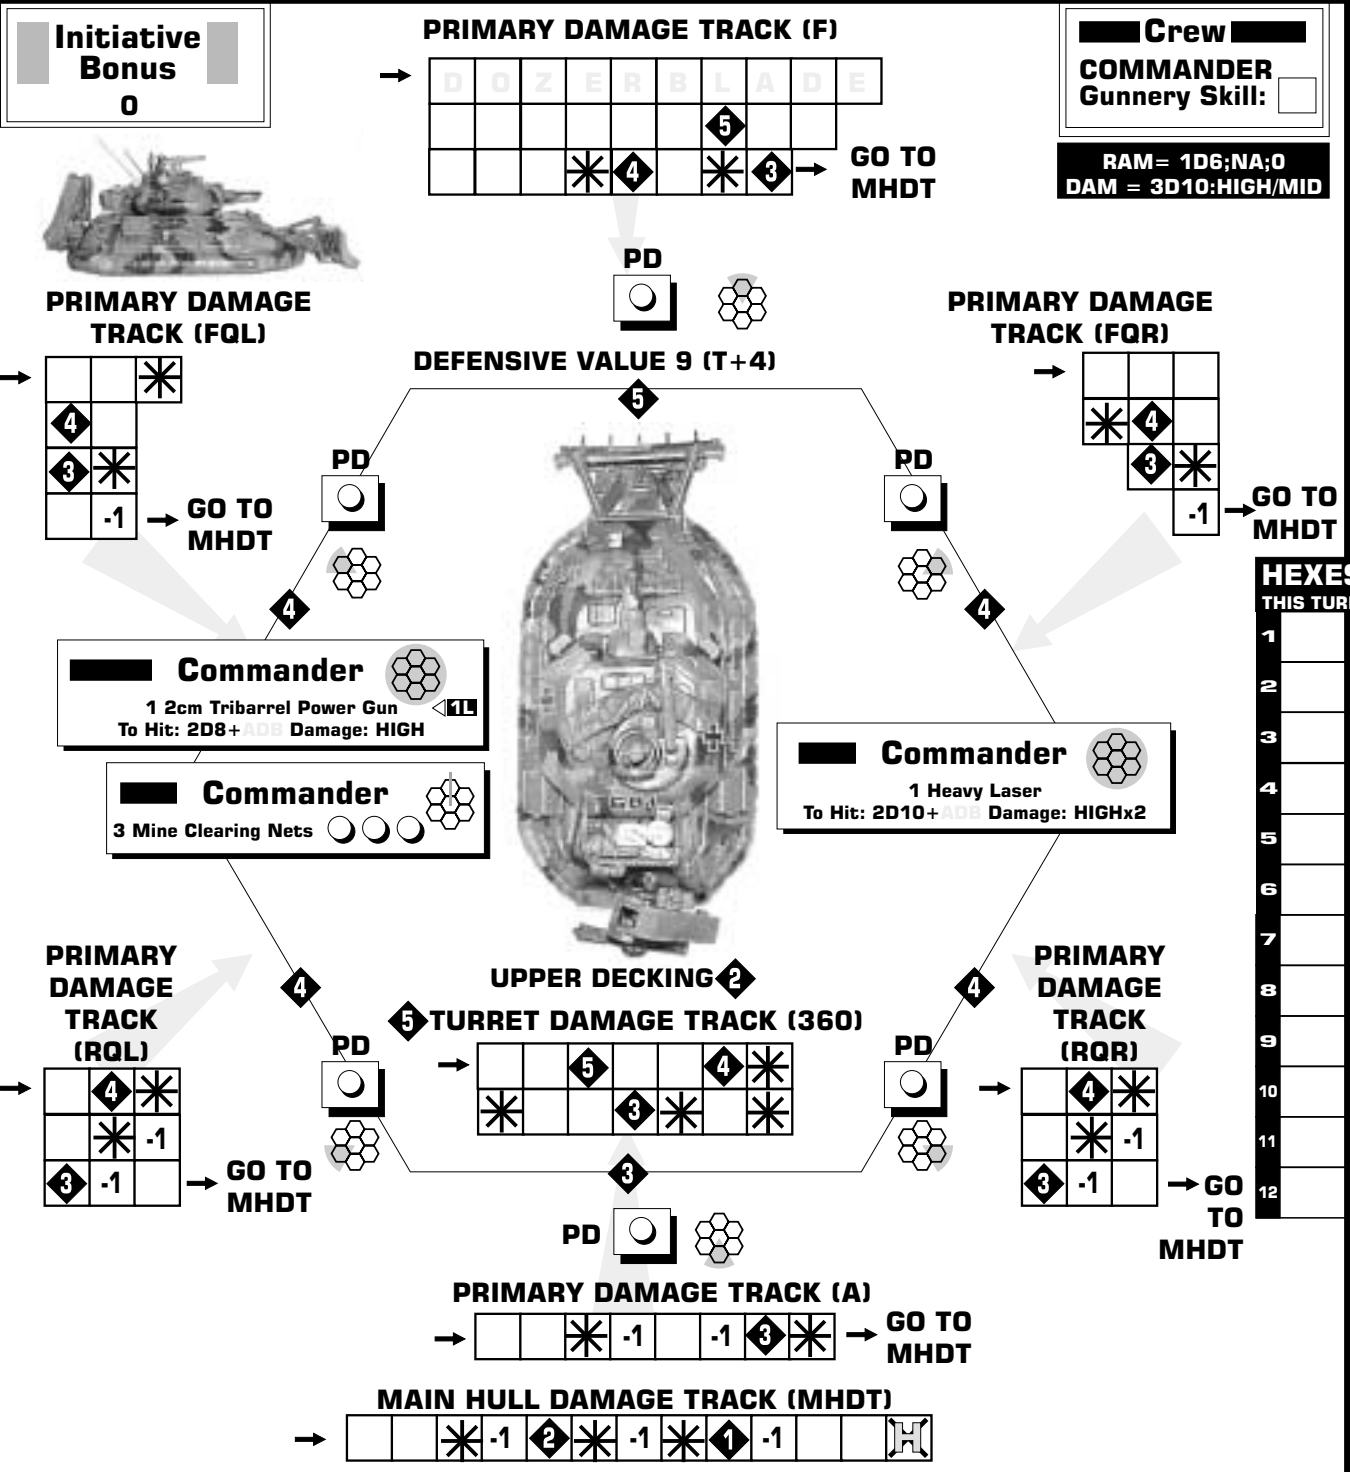 Initiative
Bonus
0
PRIMARY DAMAGE TRACK (F)
D O Z E R B L A D E
5
4 3
GO TO
MHDT
Crew
COMMANDER
Gunnery Skill:
RAM= 1D6;NA;0
DAM = 3D10:HIGH/MID
PD
PRIMARY DAMAGE
TRACK (FQL)
4
3
-1
GO TO
MHDT
DEFENSIVE VALUE 9 (T+4)
5
PRIMARY DAMAGE
TRACK (FQR)
4
3
-1
GO TO
MHDT
PD
PD
4
4
Commander
1 2cm Tribarrel Power Gun
1L
To Hit: 2D8+ADB Damage: HIGH
Commander
3 Mine Clearing Nets
Commander
1 Heavy Laser
To Hit: 2D10+ADB Damage: HIGHx2
HEXES
THIS TUR
1
2
3
4
5
6
7
8
9
10
11
12
4
4
UPPER DECKING 2
5 TURRET DAMAGE TRACK (360)
5 4
3
3
PRIMARY
DAMAGE
TRACK
(RQL)
4
-1
3 -1
GO TO
MHDT
PD
PD
PRIMARY
DAMAGE
TRACK
(RQR)
4
-1
3 -1
GO
TO
MHDT
PD
PRIMARY DAMAGE TRACK (A)
-1 -1 3
GO TO
MHDT
MAIN HULL DAMAGE TRACK (MHDT)
-1 2 -1 1 -1 H